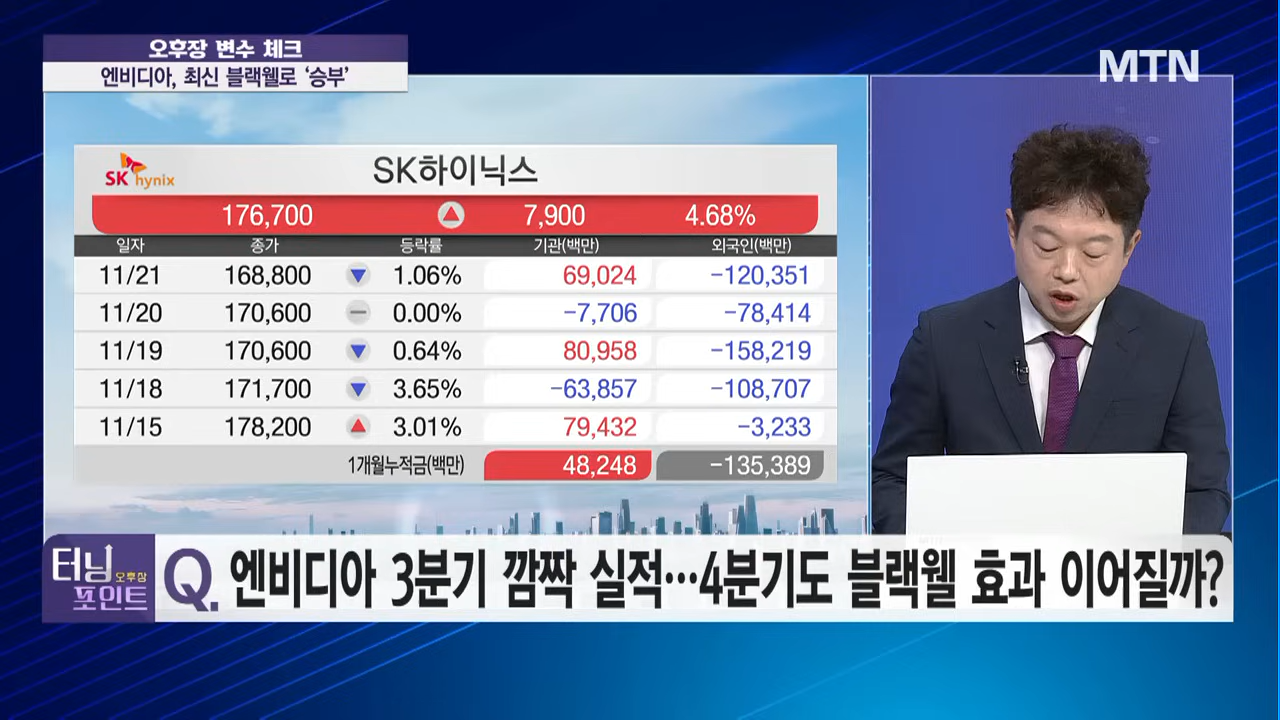 오후장 변수 체크
엔비디아, 최신 블랙웰로 '승부'
MTN
SK hynix
SK하이닉스
176,700 ▲ 7,900 4.68%
일자 종가 등락률 기관(백만) 외국인(백만)
11/21 168,800 ▼ 1.06% 69,024 -120,351
11/20 170,600 - 0.00% -7,706 -78,414
11/19 170,600 ▼ 0.64% 80,958 -158,219
11/18 171,700 ▼ 3.65% -63,857 -108,707
11/15 178,200 ▲ 3.01% 79,432 -3,233
1개월누적금(백만) 48,248 -135,389
터닝 오후장
포인트
Q. 엔비디아 3분기 깜짝 실적…4분기도 블랙웰 효과 이어질까?